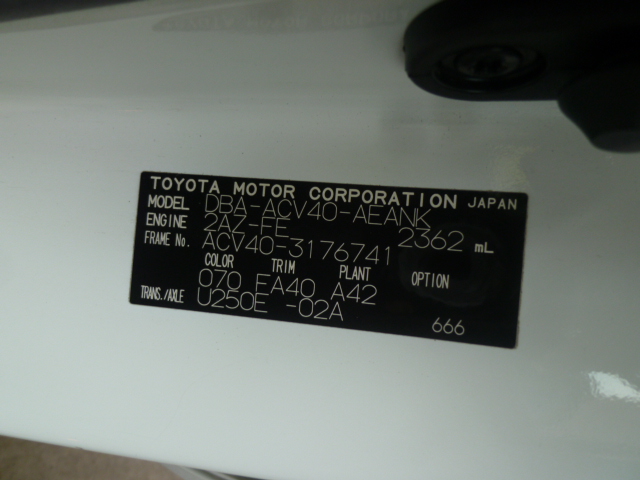 TOYOTA MOTOR CORPORATION JAPAN
MODEL DBA-ACV40-AEANK
ENGINE 2AZ-FE 2362 mL
FRAME No. ACV40-3176741
COLOR TRIM PLANT OPTION
070 FA40 A42
TRANS./AXLE U250E -02A
666